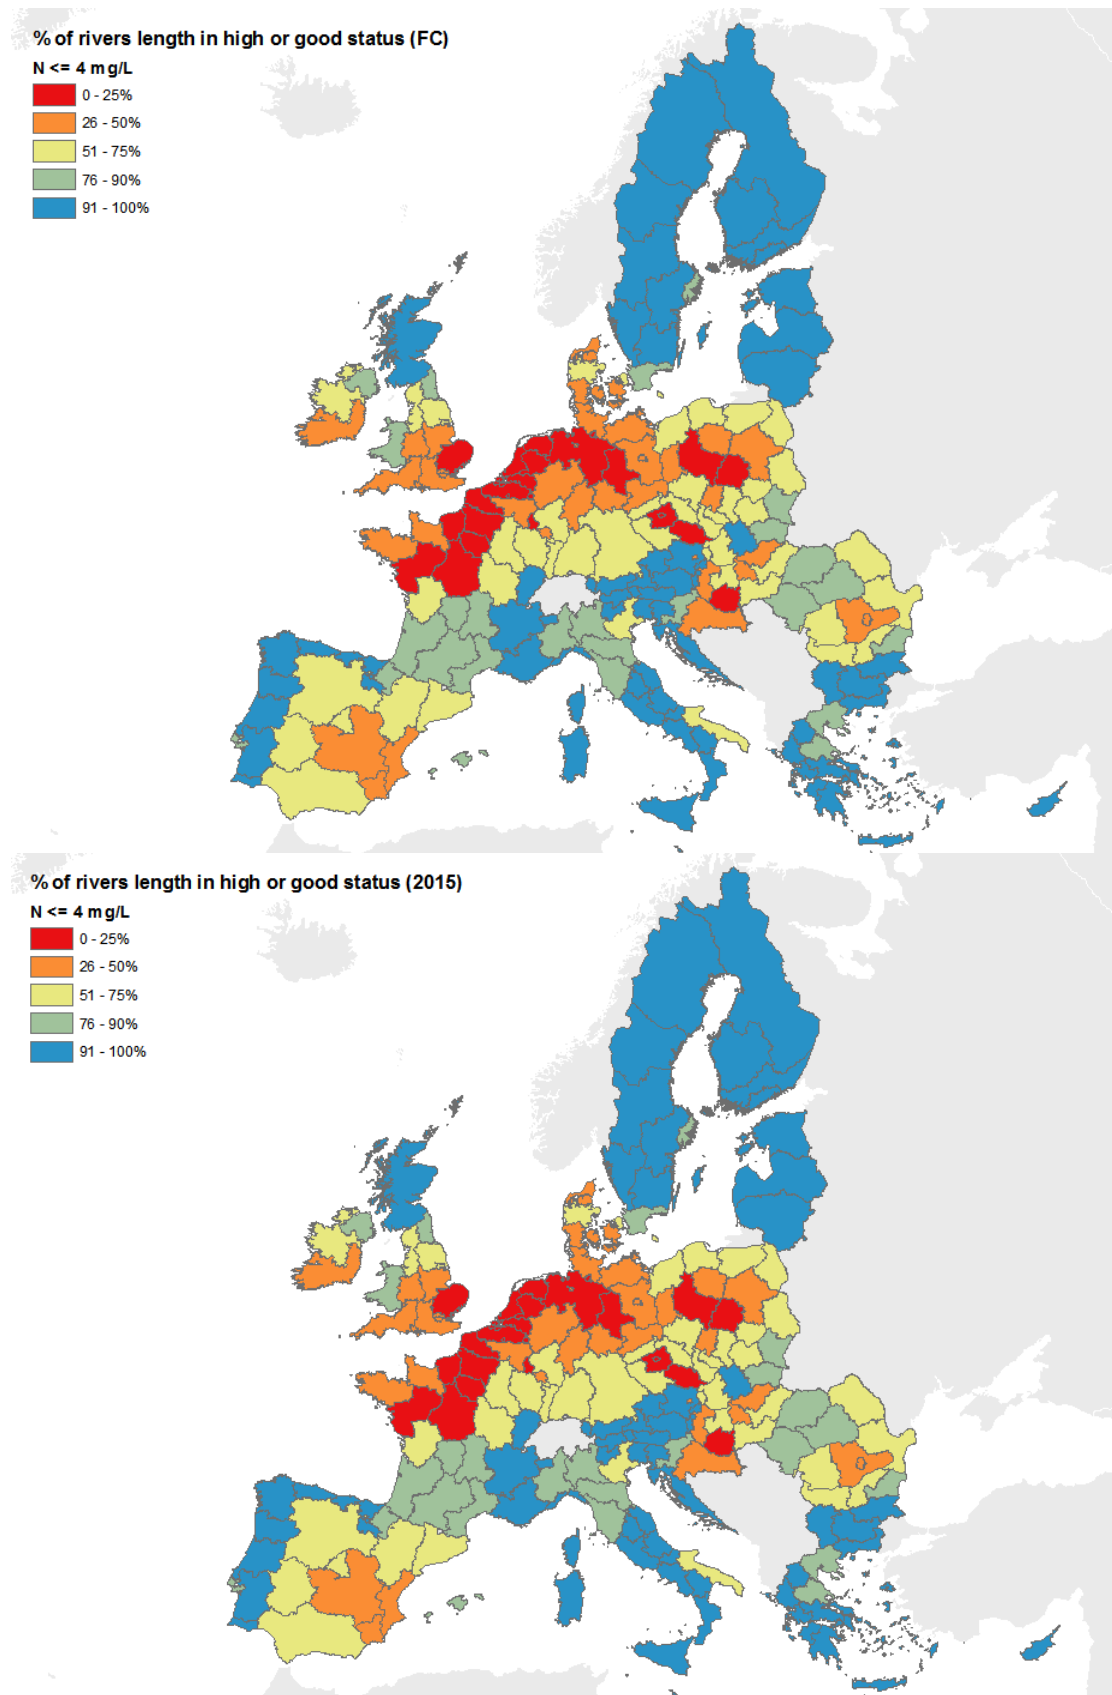 % of rivers length in high or good status (FC)
N <= 4 mg/L
0 - 25%
26 - 50%
51 - 75%
76 - 90%
91 - 100%
% of rivers length in high or good status (2015)
N <= 4 mg/L
0 - 25%
26 - 50%
51 - 75%
76 - 90%
91 - 100%